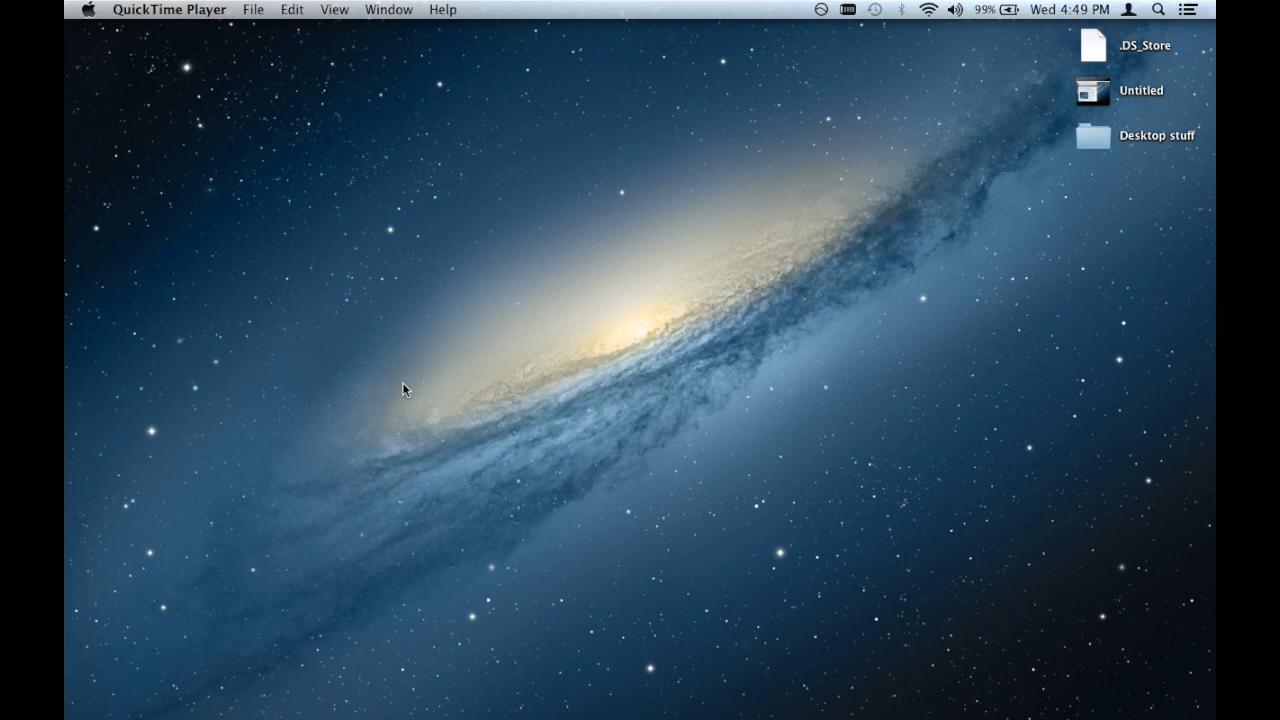 QuickTime Player File Edit View Window Help 99% Wed 4:49 PM
.DS_Store
Untitled
Desktop stuff